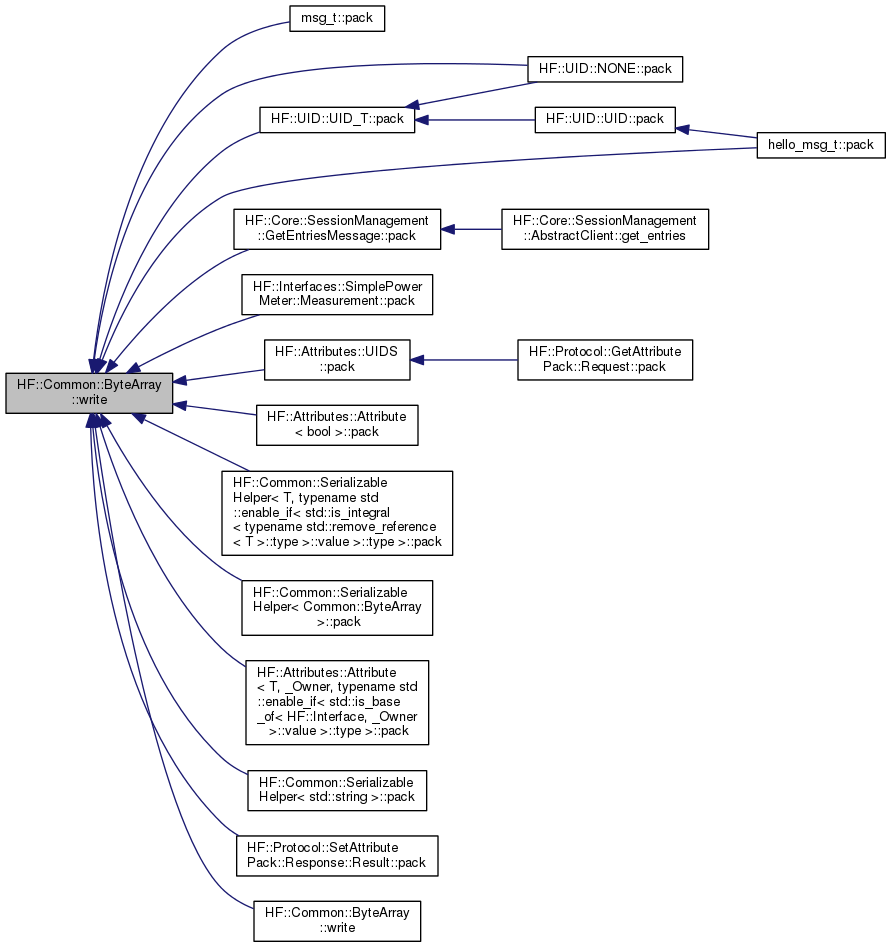 msg_t::pack
HF::UID::NONE::pack
HF::UID::UID_T::pack
HF::UID::UID::pack
hello_msg_t::pack
HF::Core::SessionManagement
::GetEntriesMessage::pack
HF::Core::SessionManagement
::AbstractClient::get_entries
HF::Interfaces::SimplePower
Meter::Measurement::pack
HF::Attributes::UIDS
::pack
HF::Protocol::GetAttribute
Pack::Request::pack
HF::Common::ByteArray
::write
HF::Attributes::Attribute
< bool >::pack
HF::Common::Serializable
Helper< T, typename std
::enable_if< std::is_integral
< typename std::remove_reference
< T >::type >::value >::type >::pack
HF::Common::Serializable
Helper< Common::ByteArray
>::pack
HF::Attributes::Attribute
< T, _Owner, typename std
::enable_if< std::is_base
_of< HF::Interface, _Owner
>::value >::type >::pack
HF::Common::Serializable
Helper< std::string >::pack
HF::Protocol::SetAttribute
Pack::Response::Result::pack
HF::Common::ByteArray
::write